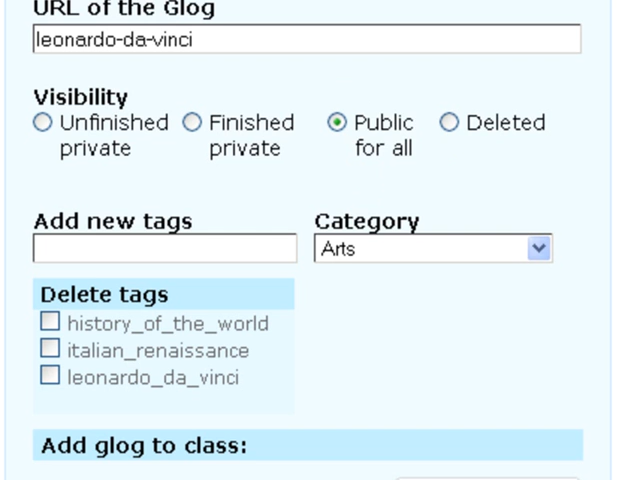 URL of the Glog
leonardo-da-vinci
Visibility
Unfinished private
Finished private
Public for all
Deleted
Add new tags
Category
Arts
Delete tags
history_of_the_world
italian_renaissance
leonardo_da_vinci
Add glog to class: